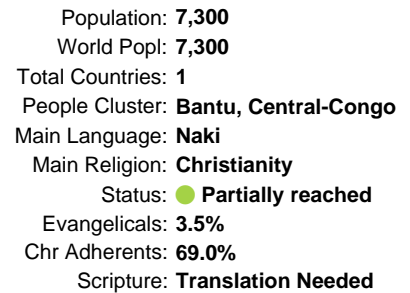 Population: 7,300
World Popl: 7,300
Total Countries: 1
People Cluster: Bantu, Central-Congo
Main Language: Naki
Main Religion: Christianity
Status: Partially reached
Evangelicals: 3.5%
Chr Adherents: 69.0%
Scripture: Translation Needed